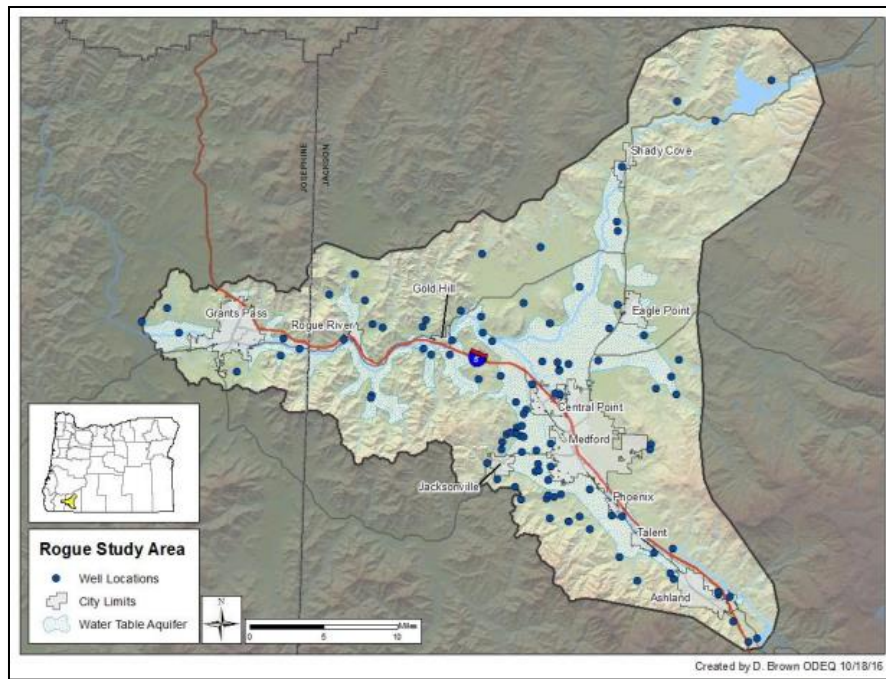 JOSEPHINE
JACKSON
Shady Cove
Gold Hill
Grants Pass
Rogue River
Eagle Point
5
Central Point
Medford
Jacksonville
Phoenix
Talent
Ashland
Rogue Study Area
Well Locations
City Limits
Water Table Aquifer
N
Miles
0 5 10
Created by D. Brown ODEQ 10/18/16